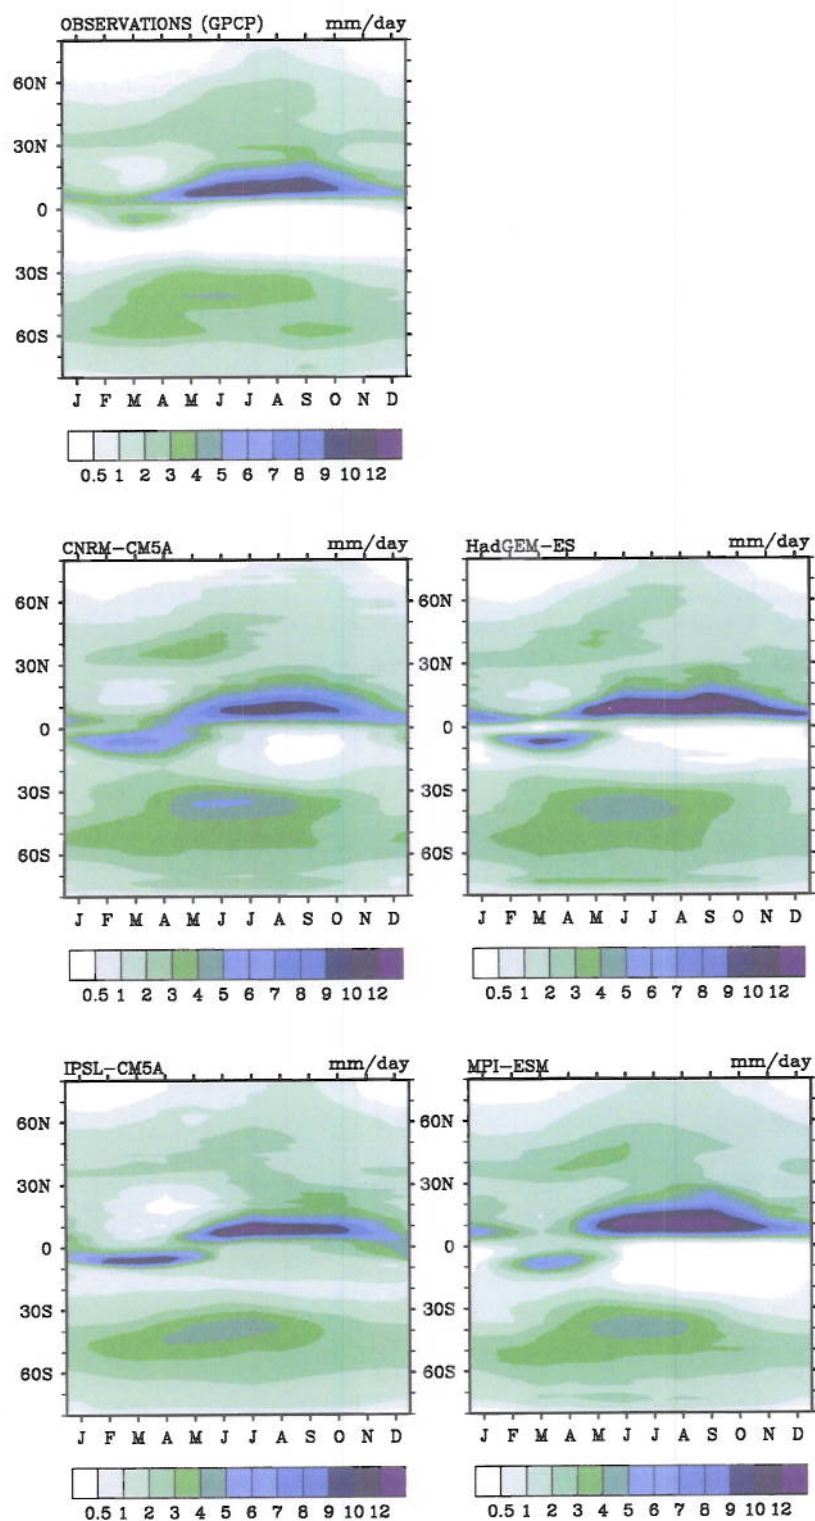 OBSERVATIONS (GPCP) mm/day
60N
30N
0
30S
60S
J F M A M J J A S O N D
0.5 1 2 3 4 5 6 7 8 9 10 12
CNRM-CM5A mm/day HadGEM-ES mm/day
60N 60N
30N 30N
0 0
30S 30S
60S 60S
J F M A M J J A S O N D J F M A M J J A S O N D
0.5 1 2 3 4 5 6 7 8 9 10 12 0.5 1 2 3 4 5 6 7 8 9 10 12
IPSL-CM5A mm/day MPI-ESM mm/day
60N 60N
30N 30N
0 0
30S 30S
60S 60S
J F M A M J J A S O N D J F M A M J J A S O N D
0.5 1 2 3 4 5 6 7 8 9 10 12 0.5 1 2 3 4 5 6 7 8 9 10 12